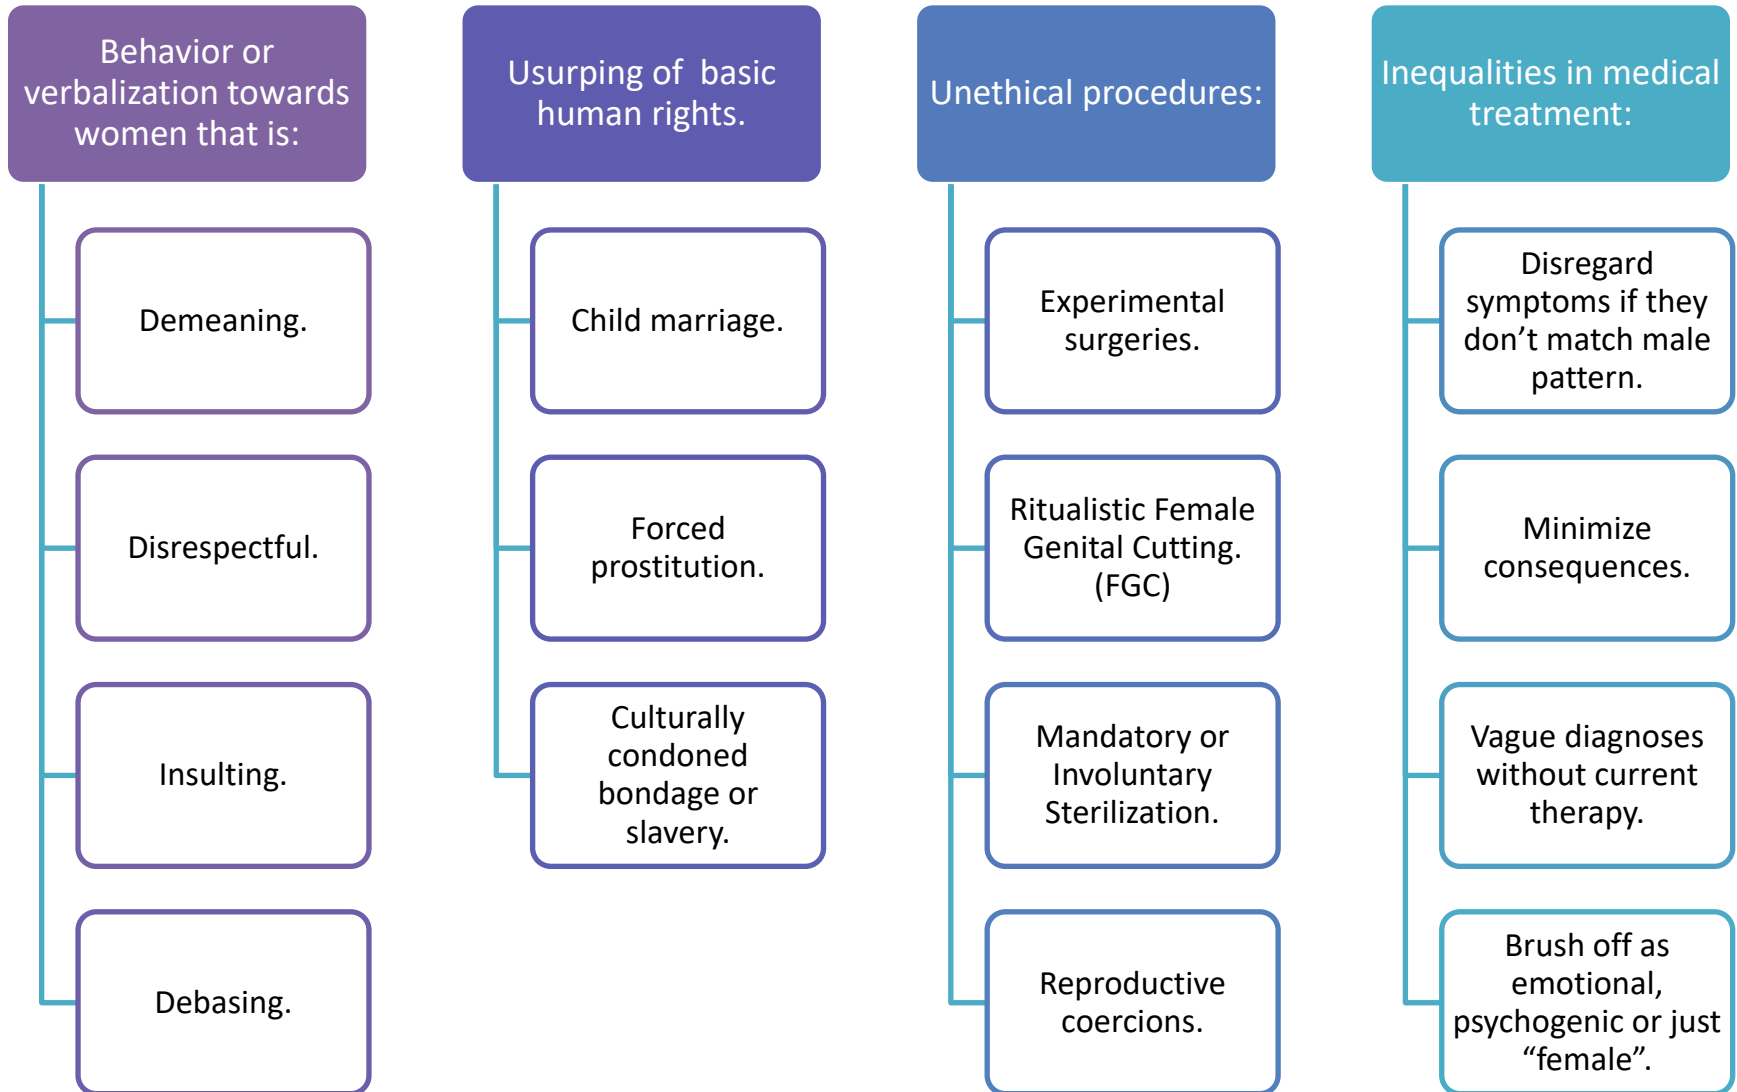 Behavior or
verbalization towards
women that is:
Demeaning.
Disrespectful.
Insulting.
Debasing.
Usurping of  basic
human rights.
Child marriage.
Forced
prostitution.
Culturally
condoned
bondage or
slavery.
Unethical procedures:
Experimental
surgeries.
Ritualistic Female
Genital Cutting.
(FGC)
Mandatory or
Involuntary
Sterilization.
Reproductive
coercions.
Inequalities in medical
treatment:
Disregard
symptoms if they
don’t match male
pattern.
Minimize
consequences.
Vague diagnoses
without current
therapy.
Brush off as
emotional,
psychogenic or just
“female”.